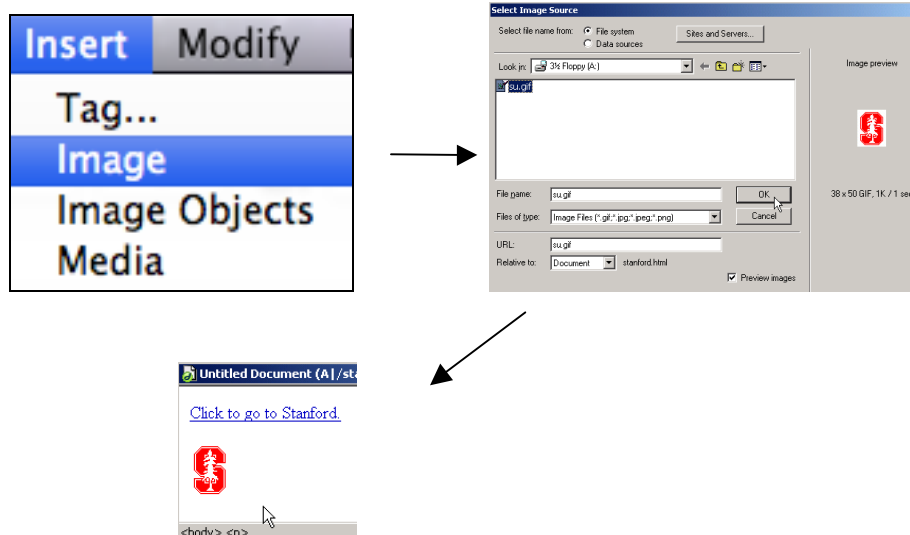 Insert Modify
Tag...
Image
Image Objects
Media
Select Image Source
Select file name from: File system Sites and Servers...
Data sources
Look in: 3½ Floppy (A:)
Image preview
su.gif
File name: su.gif OK
38 x 50 GIF, 1K / 1 sec
Files of type: Image Files (*.gif;*.jpg;*.jpeg;*.png) Cancel
URL: su.gif
Relative to: Document stanford.html
Preview images
Untitled Document (A|/sta
Click to go to Stanford.
S
<body> <p>